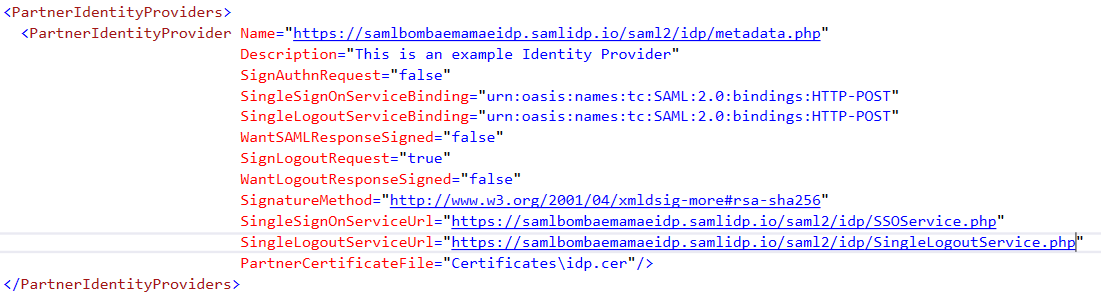 <PartnerIdentityProviders>
<PartnerIdentityProvider Name="https://samlbombaemamaeidp.samlidp.io/saml2/idp/metadata.php"
Description="This is an example Identity Provider"
SignAuthnRequest="false"
SingleSignOnServiceBinding="urn:oasis:names:tc:SAML:2.0:bindings:HTTP-POST"
SingleLogoutServiceBinding="urn:oasis:names:tc:SAML:2.0:bindings:HTTP-POST"
WantSAMLResponseSigned="false"
SignLogoutRequest="true"
WantLogoutResponseSigned="false"
SignatureMethod="http://www.w3.org/2001/04/xmldsig-more#rsa-sha256"
SingleSignOnServiceUrl="https://samlbombaemamaeidp.samlidp.io/saml2/idp/SSOService.php"
SingleLogoutServiceUrl="https://samlbombaemamaeidp.samlidp.io/saml2/idp/SingleLogoutService.php"
PartnerCertificateFile="Certificates\idp.cer"/>
</PartnerIdentityProviders>